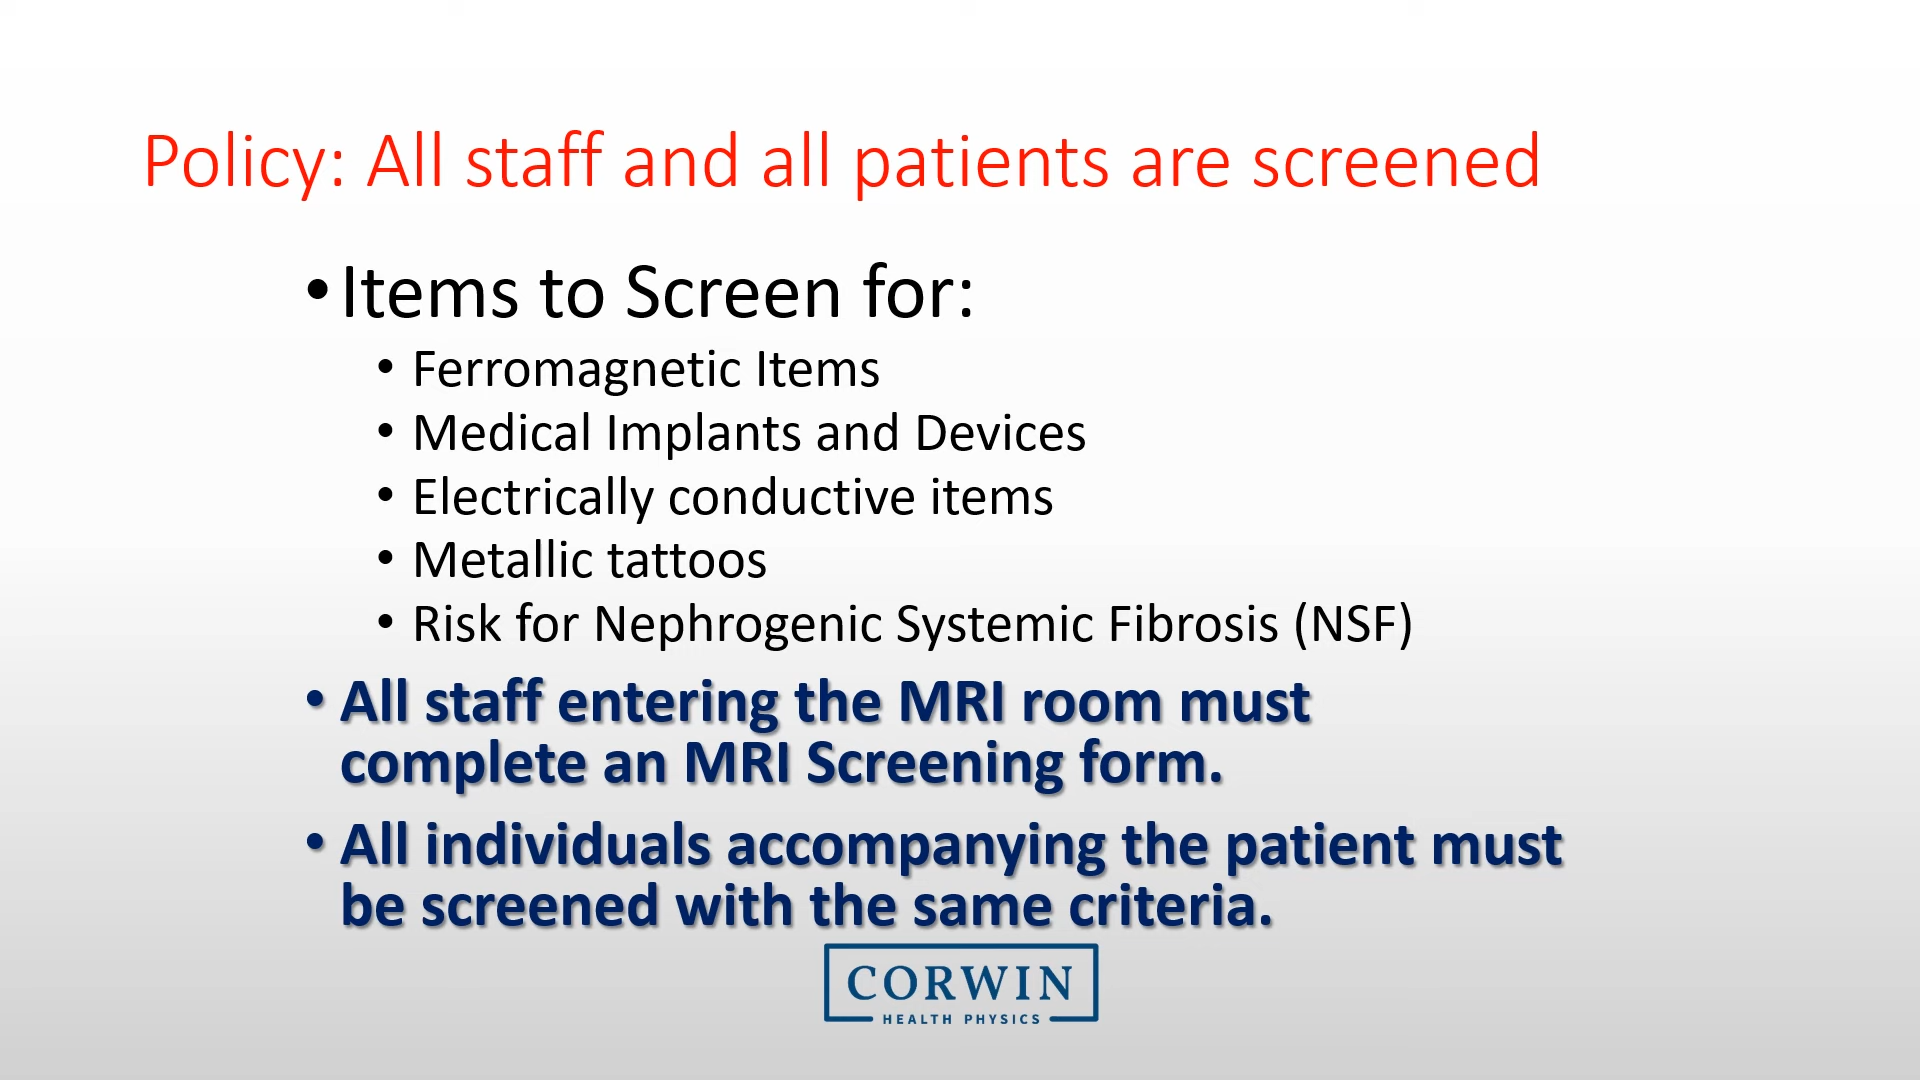 Policy: All staff and all patients are screened
• Items to Screen for:
• Ferromagnetic Items
• Medical Implants and Devices
• Electrically conductive items
• Metallic tattoos
• Risk for Nephrogenic Systemic Fibrosis (NSF)
• All staff entering the MRI room must
complete an MRI Screening form.
• All individuals accompanying the patient must
be screened with the same criteria.
CORWIN
HEALTH PHYSICS